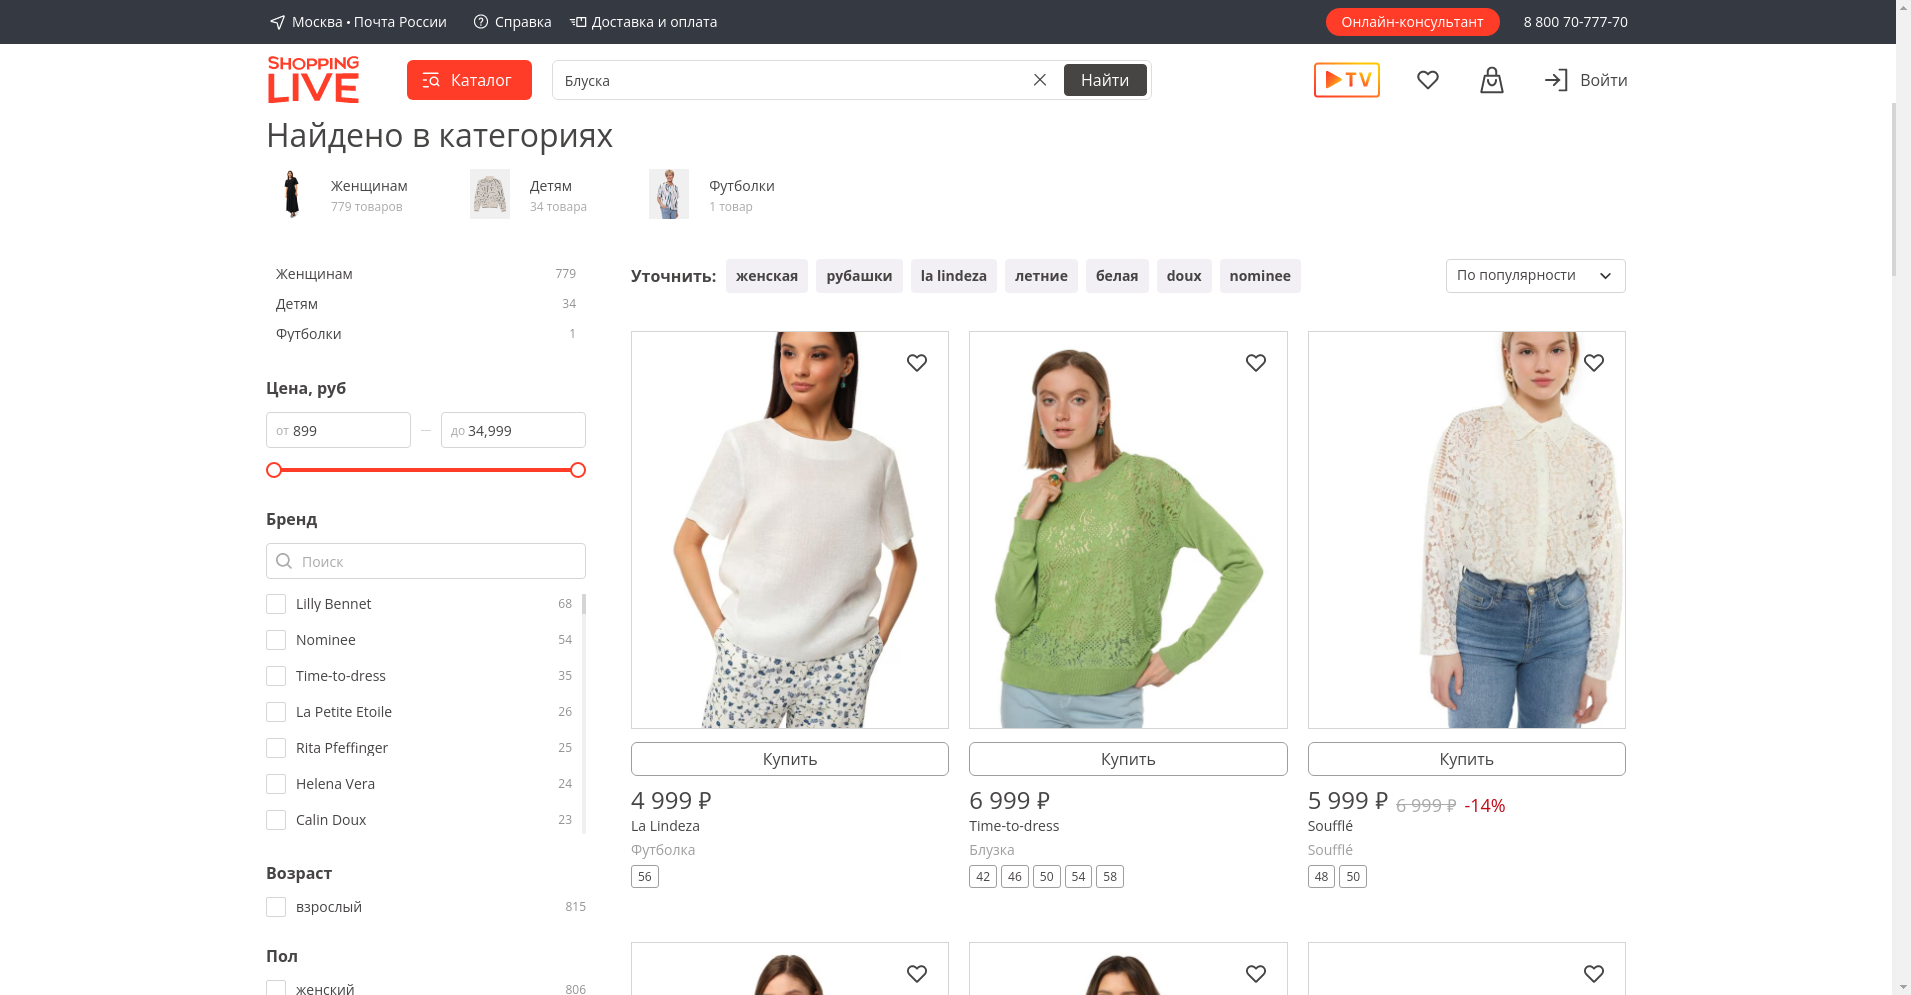 Москва • Почта России
Справка
Доставка и оплата
Онлайн-консультант
8 800 70-777-70
SHOPPING
LIVE
Каталог
Блуска
Найти
TV
Войти
Найдено в категориях
Женщинам
779 товаров
Детям
34 товара
Футболки
1 товар
Женщинам 779
Детям 34
Футболки 1
Цена, руб
от 899 — до 34,999
Бренд
Поиск
Lilly Bennet 68
Nominee 54
Time-to-dress 35
La Petite Etoile 26
Rita Pfeffinger 25
Helena Vera 24
Calin Doux 23
Возраст
взрослый 815
Пол
женский 806
Уточнить: женская рубашки la lindeza летние белая doux nominee
По популярности
Купить
4 999 ₽
La Lindeza
Футболка
56
Купить
6 999 ₽
Time-to-dress
Блузка
42 46 50 54 58
Купить
5 999 ₽ 6 999 ₽ -14%
Soufflé
Soufflé
48 50